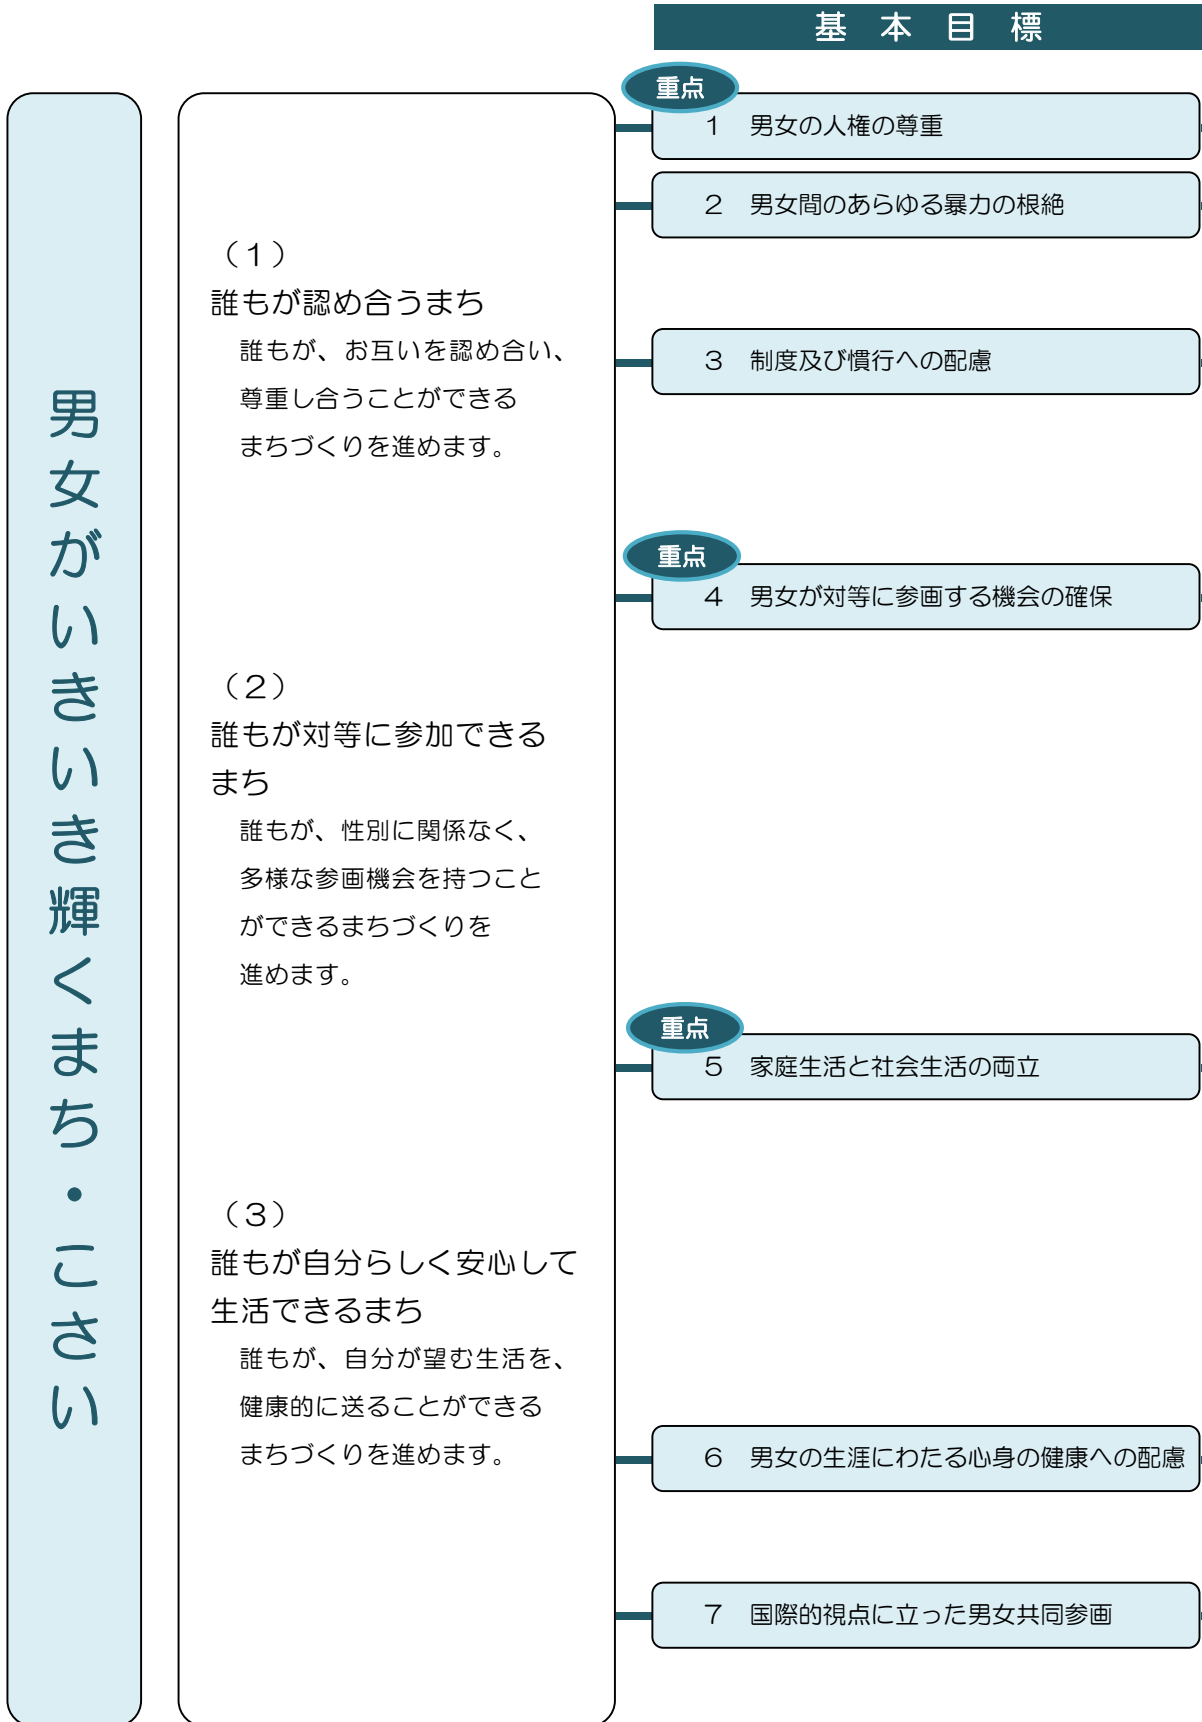 基本目標
男女がいきいき輝くまち・こさい
（１）
誰もが認め合うまち
誰もが、お互いを認め合い、
尊重し合うことができる
まちづくりを進めます。
（２）
誰もが対等に参加できる
まち
誰もが、性別に関係なく、
多様な参画機会を持つこと
ができるまちづくりを
進めます。
（３）
誰もが自分らしく安心して
生活できるまち
誰もが、自分が望む生活を、
健康的に送ることができる
まちづくりを進めます。
重点
１　男女の人権の尊重
２　男女間のあらゆる暴力の根絶
３　制度及び慣行への配慮
重点
４　男女が対等に参画する機会の確保
重点
５　家庭生活と社会生活の両立
６　男女の生涯にわたる心身の健康への配慮
７　国際的視点に立った男女共同参画